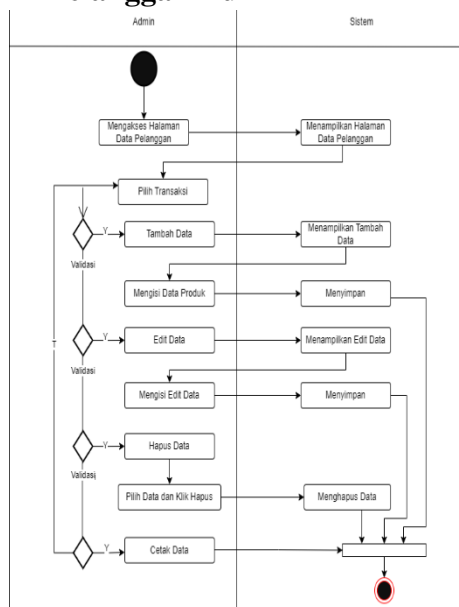 Admin
Sistem
Mengakses Halaman
Data Pelanggan
Menampilkan Halaman
Data Pelanggan
Pilih Transaksi
Y
Tambah Data
Menampilkan Tambah
Data
Validasi
Mengisi Data Produk
Menyimpan
Y
Edit Data
Menampilkan Edit Data
Validasi
Mengisi Edit Data
Menyimpan
Y
Hapus Data
Validasi
Pilih Data dan Klik Hapus
Menghapus Data
Y
Cetak Data